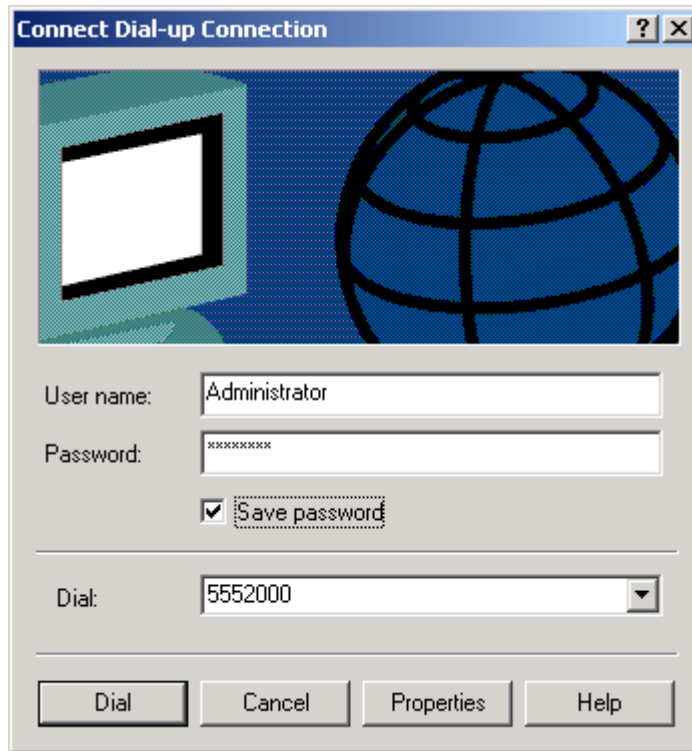 Connect Dial-up Connection
User name: Administrator
Password: ********
Save password
Dial: 5552000
Dial Cancel Properties Help